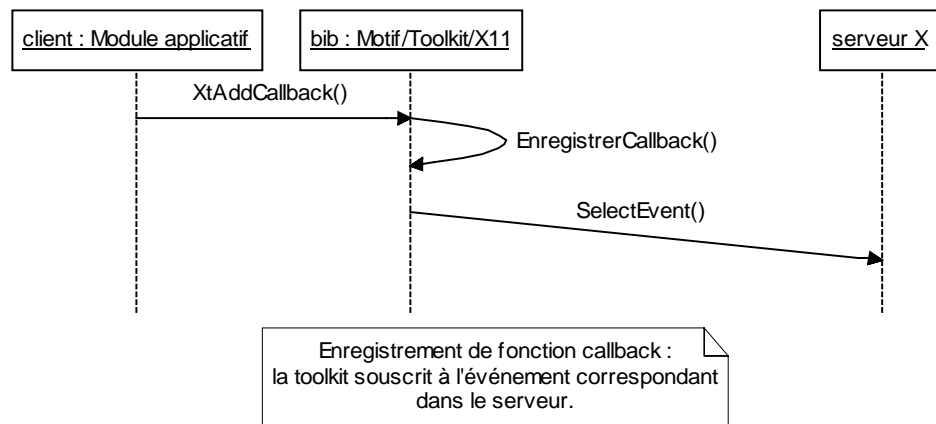 client : Module applicatif
bib : Motif/Toolkit/X11
serveur X
XtAddCallback()
EnregistrerCallback()
SelectEvent()
Enregistrement de fonction callback :
la toolkit souscrit à l'événement correspondant
dans le serveur.